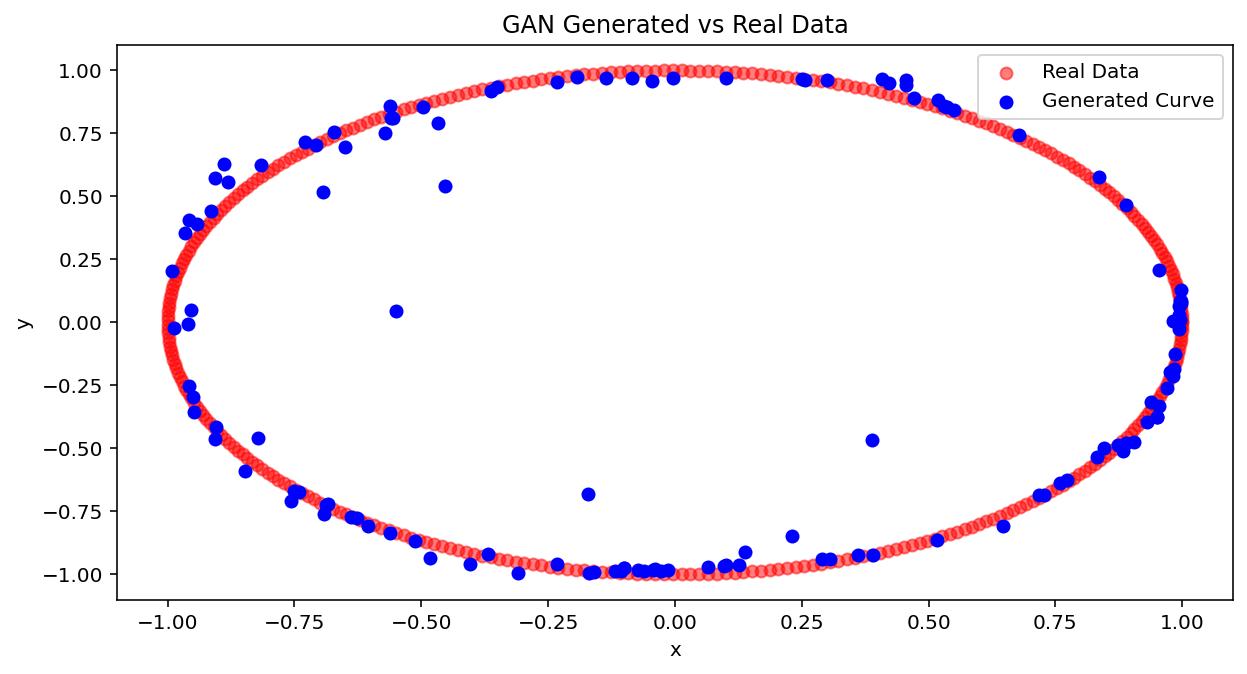 GAN Generated vs Real Data
Real Data
Generated Curve
1.00
0.75
0.50
0.25
0.00
−0.25
−0.50
−0.75
−1.00
y
−1.00 −0.75 −0.50 −0.25 0.00 0.25 0.50 0.75 1.00
x